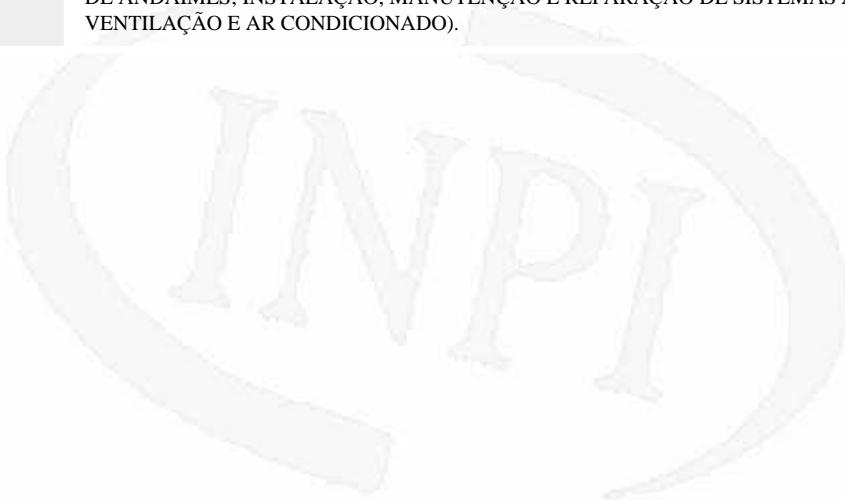 DE ANDAIMES; INSTALAÇÃO, MANUTENÇÃO E REPARAÇÃO DE SISTEMAS
VENTILAÇÃO E AR CONDICIONADO).
INPI